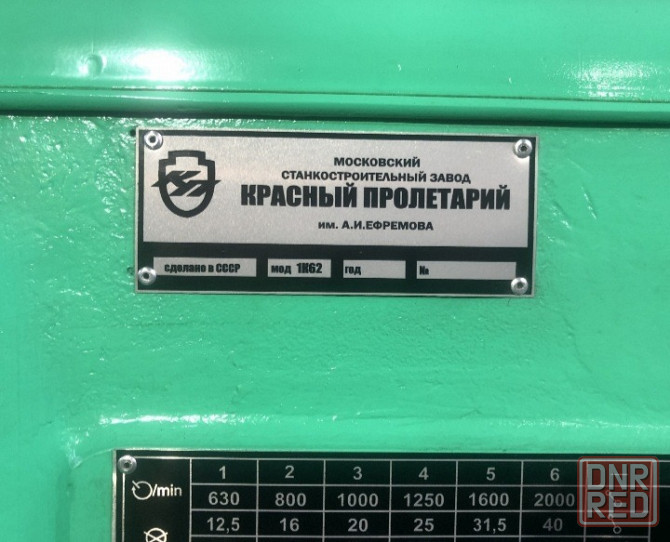 МОСКОВСКИЙ
СТАНКОСТРОИТЕЛЬНЫЙ ЗАВОД
КРАСНЫЙ ПРОЛЕТАРИЙ
им. А.И.ЕФРЕМОВА
сделано в СССР мод 1К62 год №
/min 1 2 3 4 5 6
630 800 1000 1250 1600 2000
12,5 16 20 25 31,5 40
DNR
RED